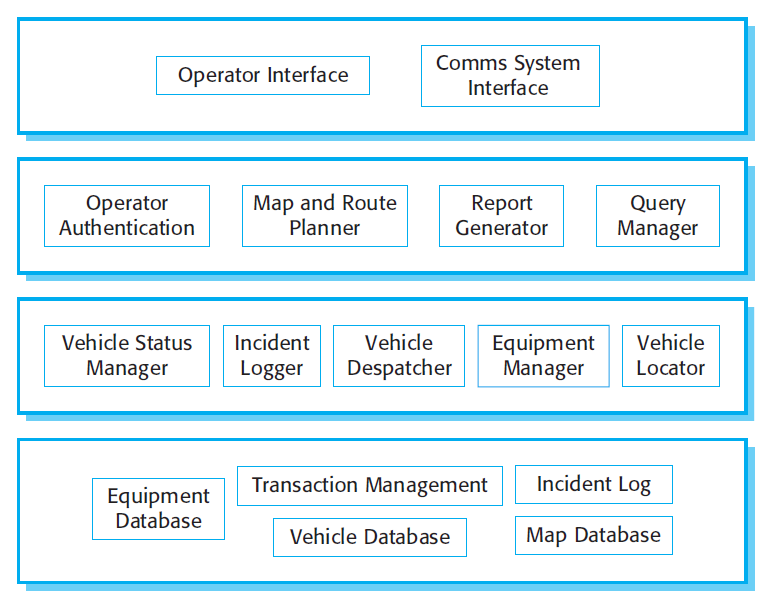 Operator Interface
Comms System
Interface
Operator
Authentication
Map and Route
Planner
Report
Generator
Query
Manager
Vehicle Status
Manager
Incident
Logger
Vehicle
Despatcher
Equipment
Manager
Vehicle
Locator
Equipment
Database
Transaction Management
Incident Log
Vehicle Database
Map Database